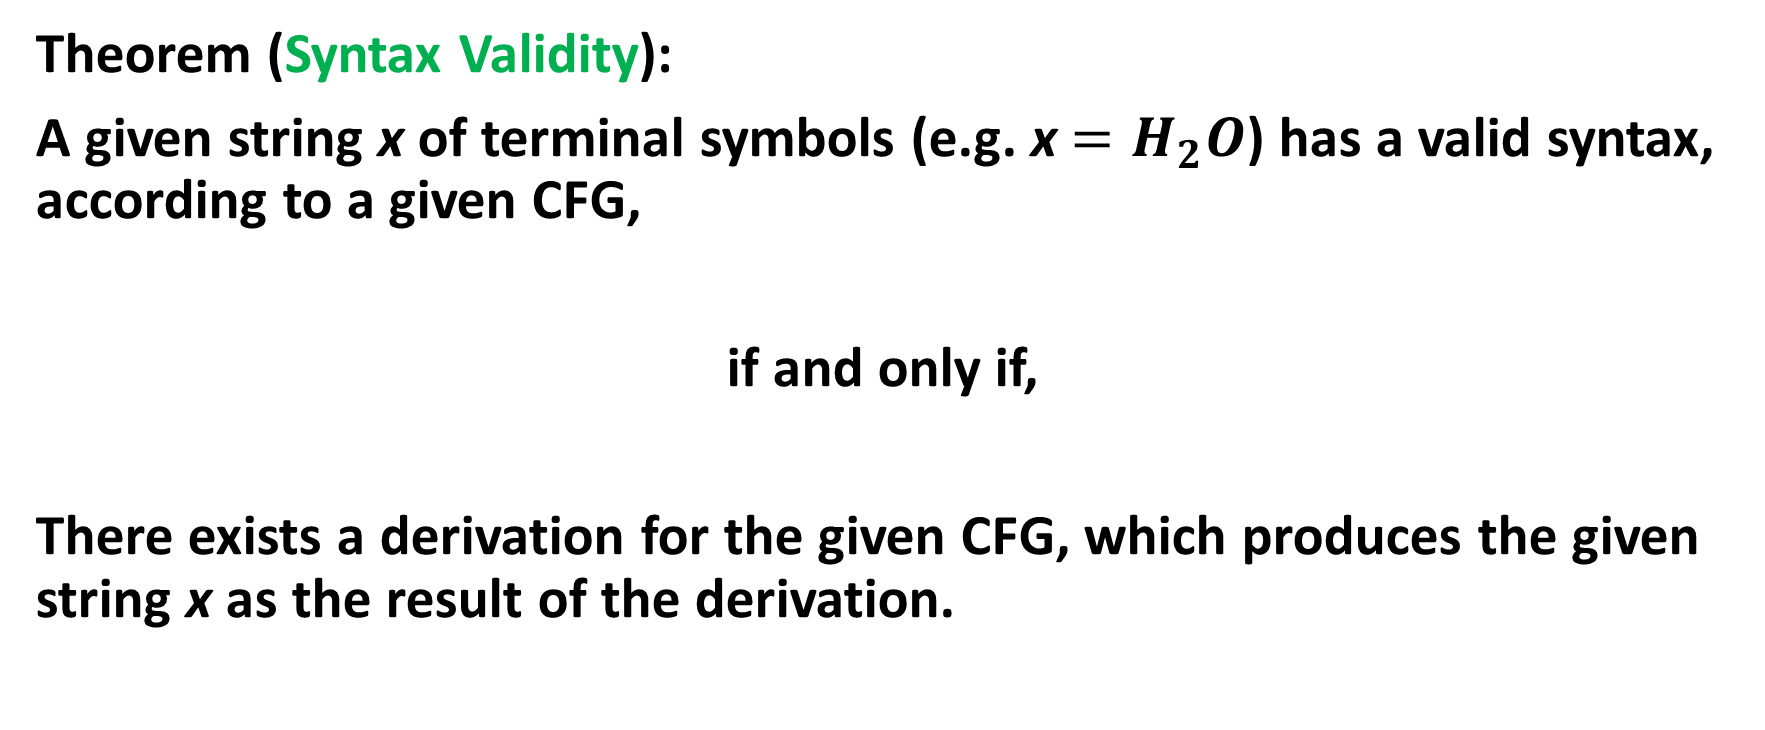 Theorem (Syntax Validity):
A given string x of terminal symbols (e.g. x = H₂O) has a valid syntax,
according to a given CFG,
if and only if,
There exists a derivation for the given CFG, which produces the given
string x as the result of the derivation.